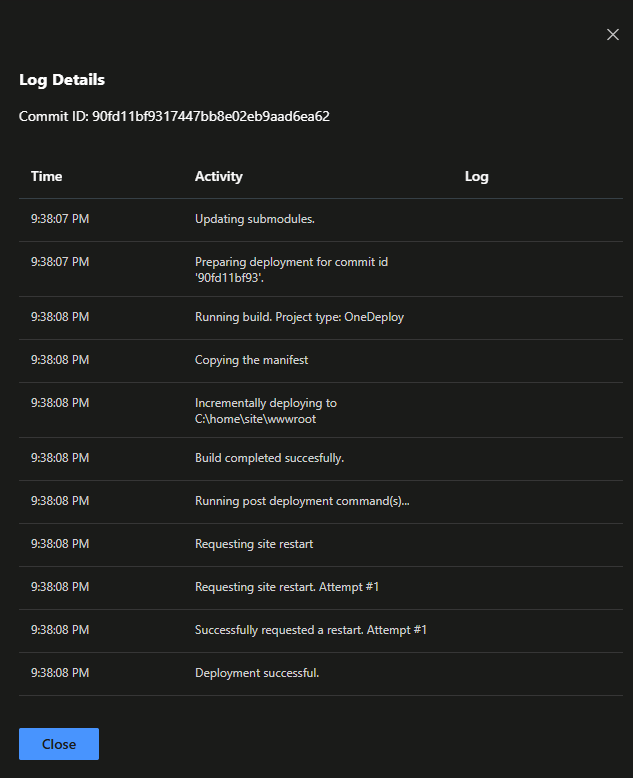 Log Details
Commit ID: 90fd11bf9317447bb8e02eb9aad6ea62
Time Activity Log
9:38:07 PM Updating submodules.
9:38:07 PM Preparing deployment for commit id
'90fd11bf93'.
9:38:08 PM Running build. Project type: OneDeploy
9:38:08 PM Copying the manifest
9:38:08 PM Incrementally deploying to
C:\home\site\wwwroot
9:38:08 PM Build completed succesfully.
9:38:08 PM Running post deployment command(s)...
9:38:08 PM Requesting site restart
9:38:08 PM Requesting site restart. Attempt #1
9:38:08 PM Successfully requested a restart. Attempt #1
9:38:08 PM Deployment successful.
Close